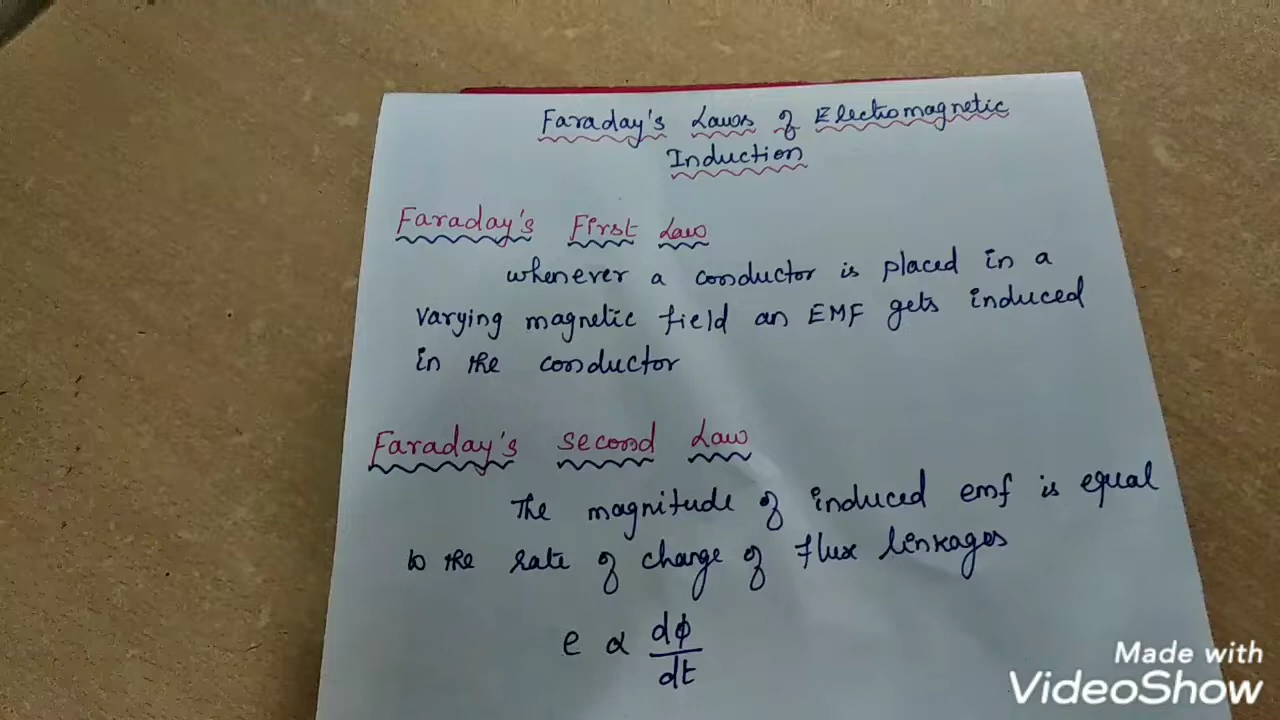 Faraday's Laws of Electromagnetic
Induction
Faraday's First Law
whenever a conductor is placed in a
varying magnetic field an EMF gets induced
in the conductor
Faraday's second Law
The magnitude of induced emf is equal
to the rate of change of flux linkages
e ∝ dϕ/dt
Made with
VideoShow